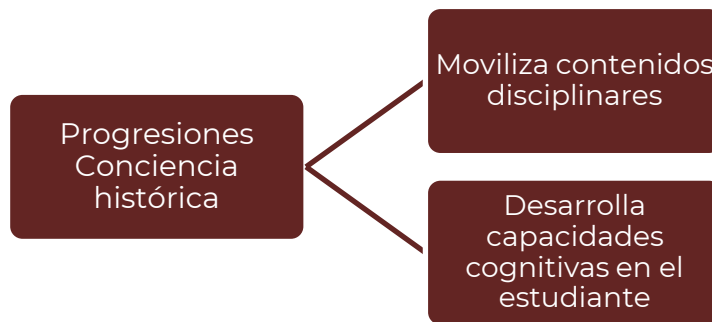 Progresiones
Conciencia
histórica
Moviliza contenidos
disciplinares
Desarrolla
capacidades
cognitivas en el
estudiante